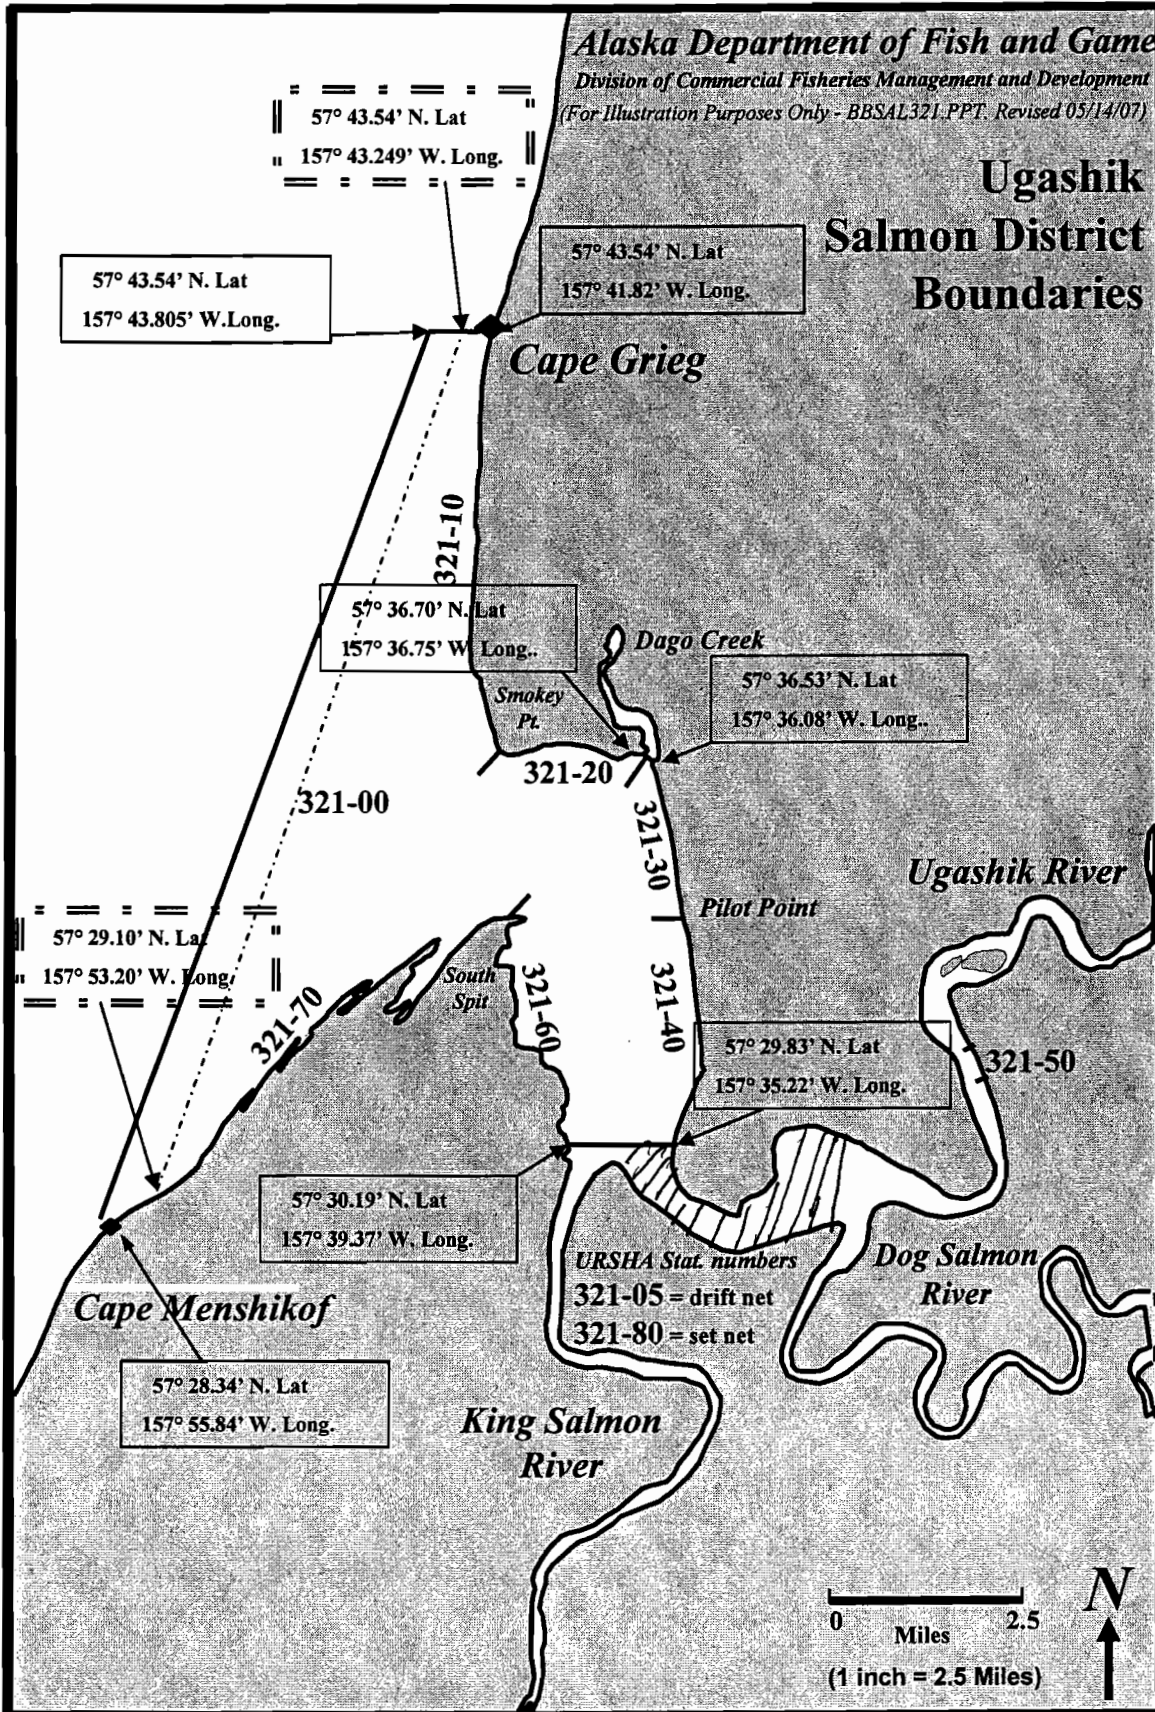 Alaska Department of Fish and Game
Division of Commercial Fisheries Management and Development
(For Illustration Purposes Only - BBSAL321.PPT, Revised 05/14/07)
Ugashik
Salmon District
Boundaries
57° 43.54' N. Lat
157° 43.249' W. Long.
57° 43.54' N. Lat
157° 41.82' W. Long.
57° 43.54' N. Lat
157° 43.805' W.Long.
Cape Grieg
321-10
57° 36.70' N. Lat
157° 36.75' W. Long..
Dago Creek
57° 36.53' N. Lat
157° 36.08' W. Long..
Smokey
Pt.
321-20
321-00
321-30
Ugashik River
Pilot Point
57° 29.10' N. Lat
157° 53.20' W. Long.
South
Spit
321-70
321-60
321-40
57° 29.83' N. Lat
157° 35.22' W. Long.
321-50
57° 30.19' N. Lat
157° 39.37' W. Long.
URSHA Stat. numbers
321-05 = drift net
321-80 = set net
Dog Salmon
River
Cape Menshikof
57° 28.34' N. Lat
157° 55.84' W. Long.
King Salmon
River
N
0 2.5
Miles
(1 inch = 2.5 Miles)